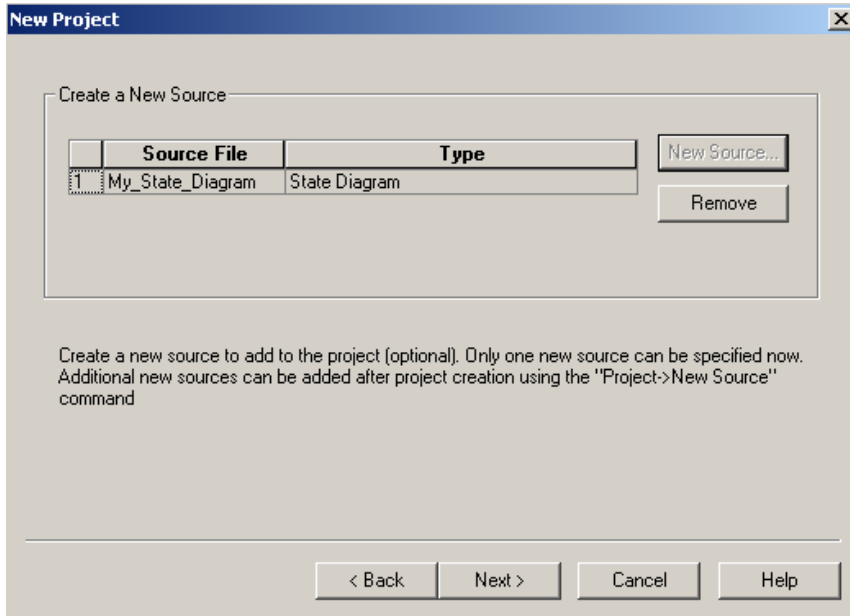 New Project
Create a New Source
Source File Type
New Source...
1 My_State_Diagram State Diagram
Remove
Create a new source to add to the project (optional). Only one new source can be specified now.
Additional new sources can be added after project creation using the "Project->New Source"
command
< Back Next > Cancel Help